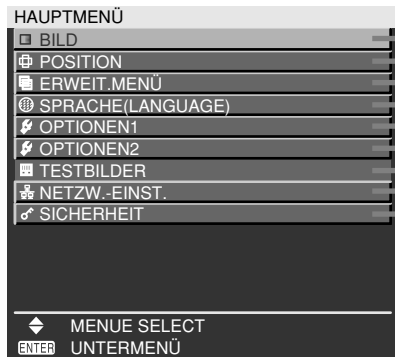 HAUPTMENÜ
BILD
POSITION
ERWEIT.MENÜ
SPRACHE(LANGUAGE)
OPTIONEN1
OPTIONEN2
TESTBILDER
NETZW.-EINST.
SICHERHEIT
MENUE SELECT
ENTER UNTERMENÜ